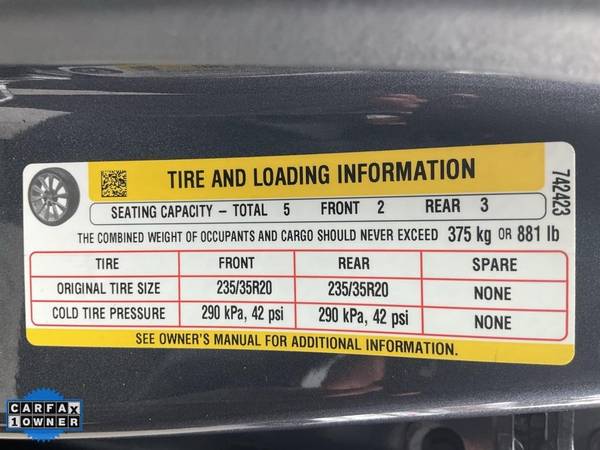 TIRE AND LOADING INFORMATION
742423
SEATING CAPACITY – TOTAL 5 FRONT 2 REAR 3
THE COMBINED WEIGHT OF OCCUPANTS AND CARGO SHOULD NEVER EXCEED 375 kg OR 881 lb
TIRE FRONT REAR SPARE
ORIGINAL TIRE SIZE 235/35R20 235/35R20 NONE
COLD TIRE PRESSURE 290 kPa, 42 psi 290 kPa, 42 psi NONE
SEE OWNER'S MANUAL FOR ADDITIONAL INFORMATION.
CARFAX
1 OWNER